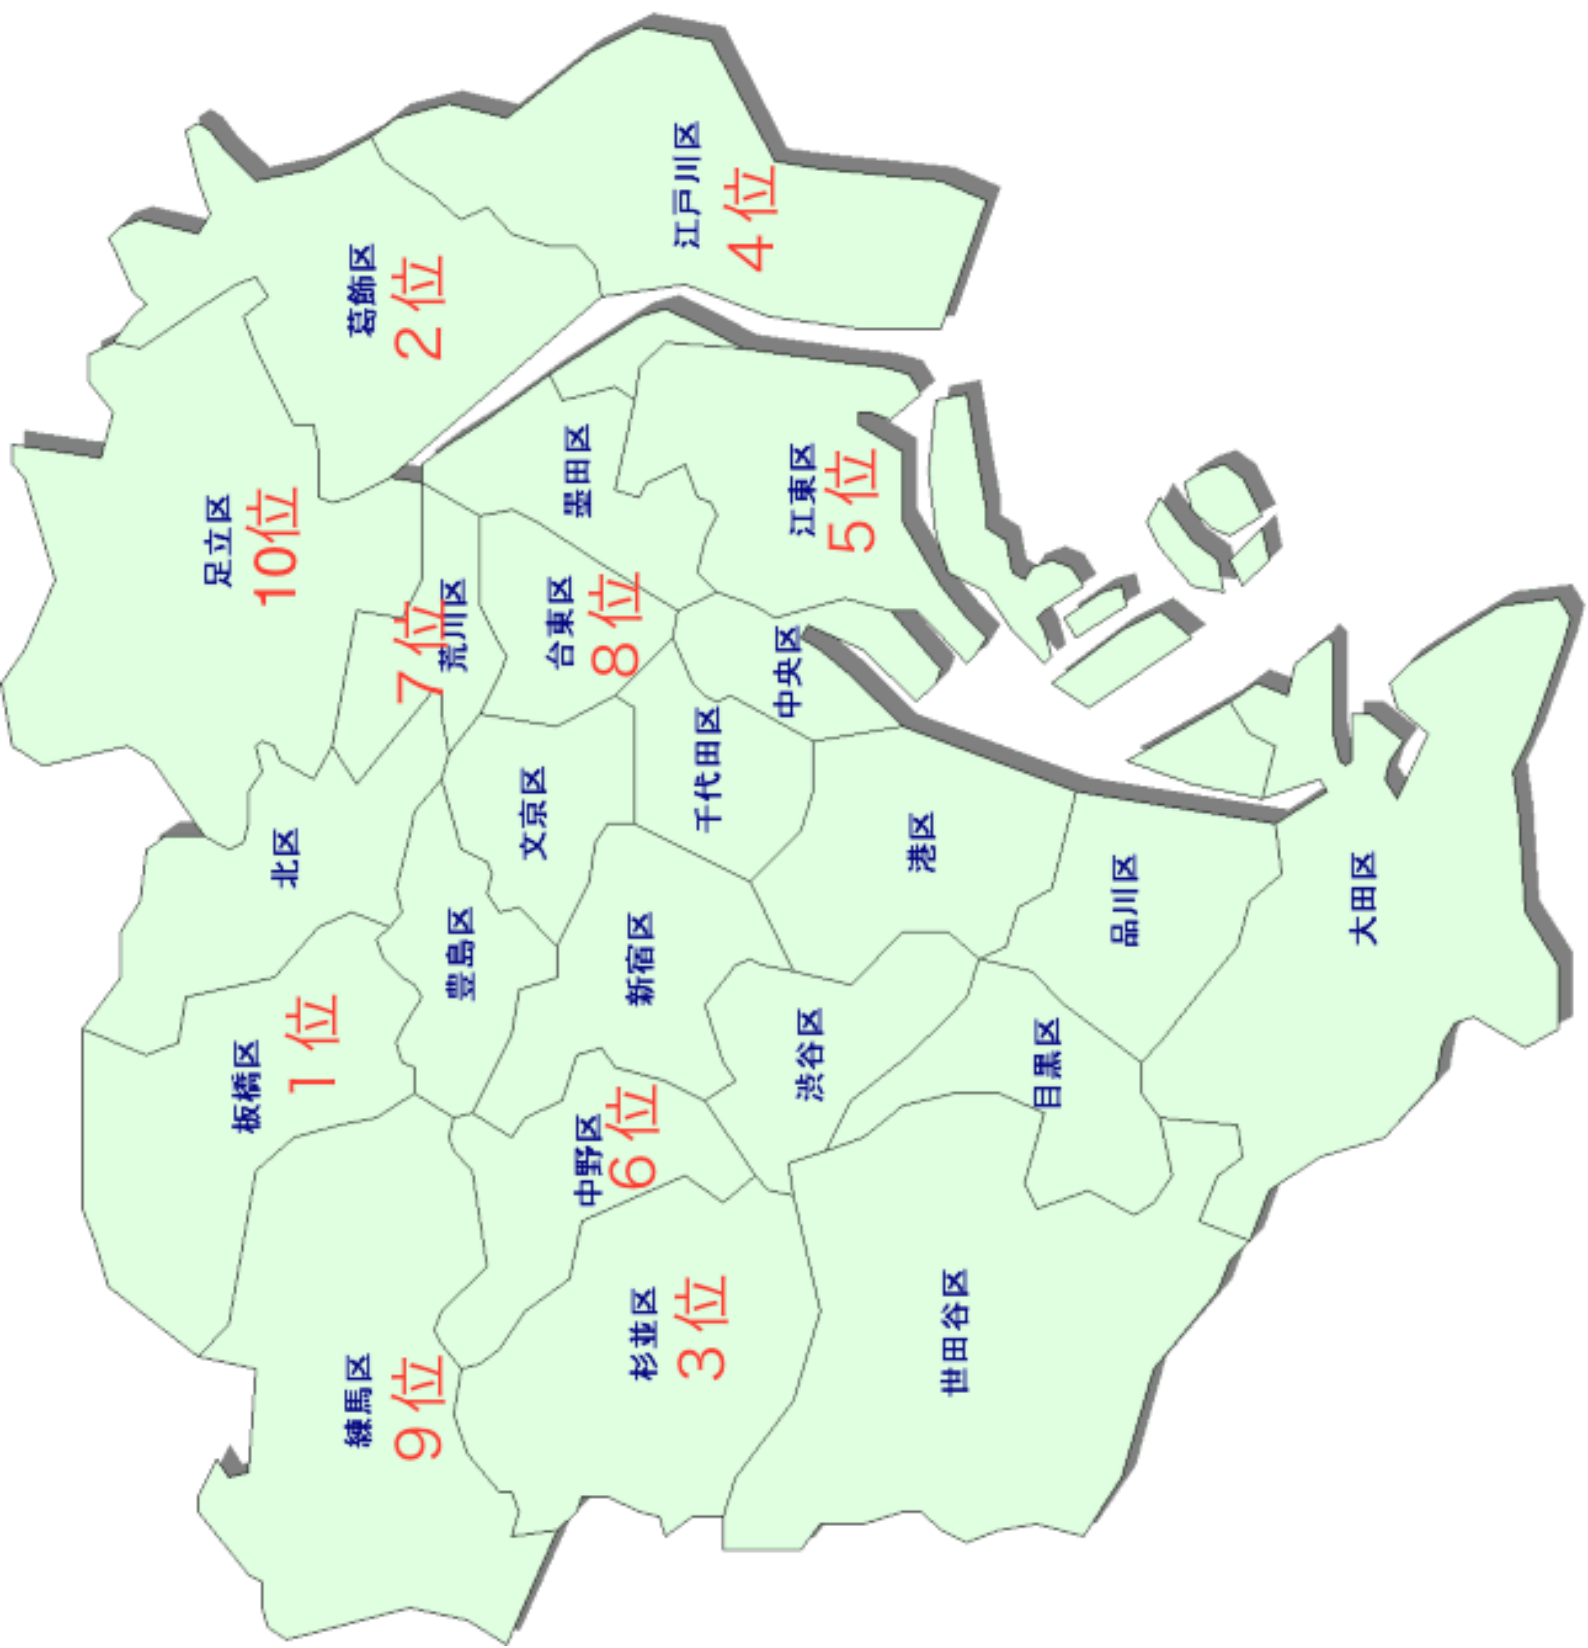 足立区
10位
板橋区
1位
北区
練馬区
9位
葛飾区
2位
7位
荒川区
豊島区
文京区
台東区
8位
墨田区
中野区
6位
新宿区
杉並区
3位
江戸川区
4位
千代田区
中央区
江東区
5位
渋谷区
港区
世田谷区
目黒区
品川区
大田区